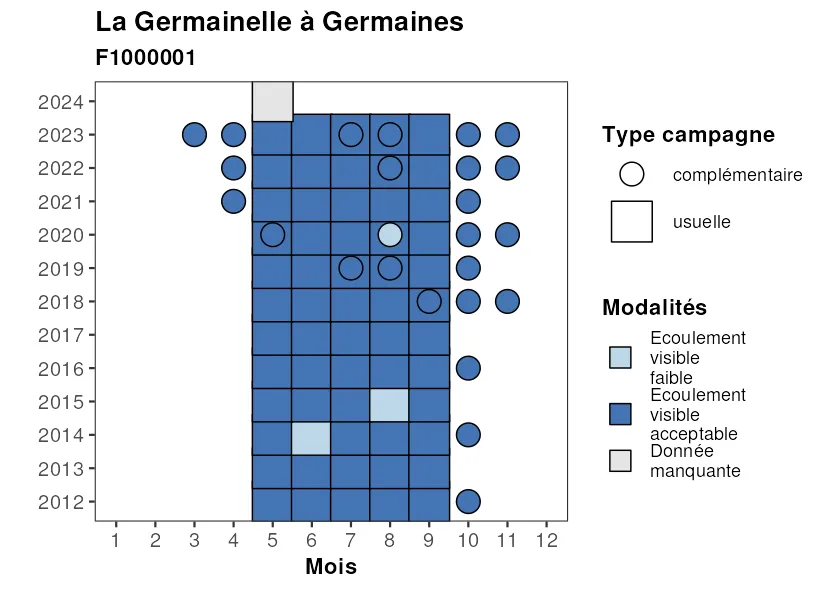 La Germainelle à Germaines
F1000001
2024
2023
2022
2021
2020
2019
2018
2017
2016
2015
2014
2013
2012
1 2 3 4 5 6 7 8 9 10 11 12
Mois
Type campagne
complémentaire
usuelle
Modalités
Ecoulement
visible
faible
Ecoulement
visible
acceptable
Donnée
manquante